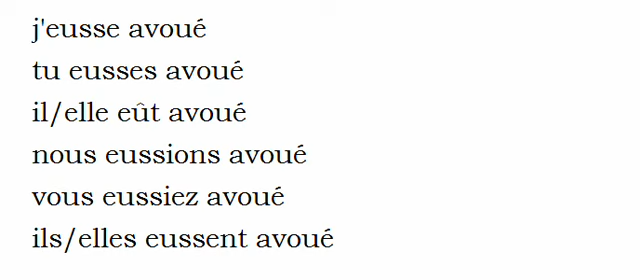 j'eusse avoué
tu eusses avoué
il/elle eût avoué
nous eussions avoué
vous eussiez avoué
ils/elles eussent avoué